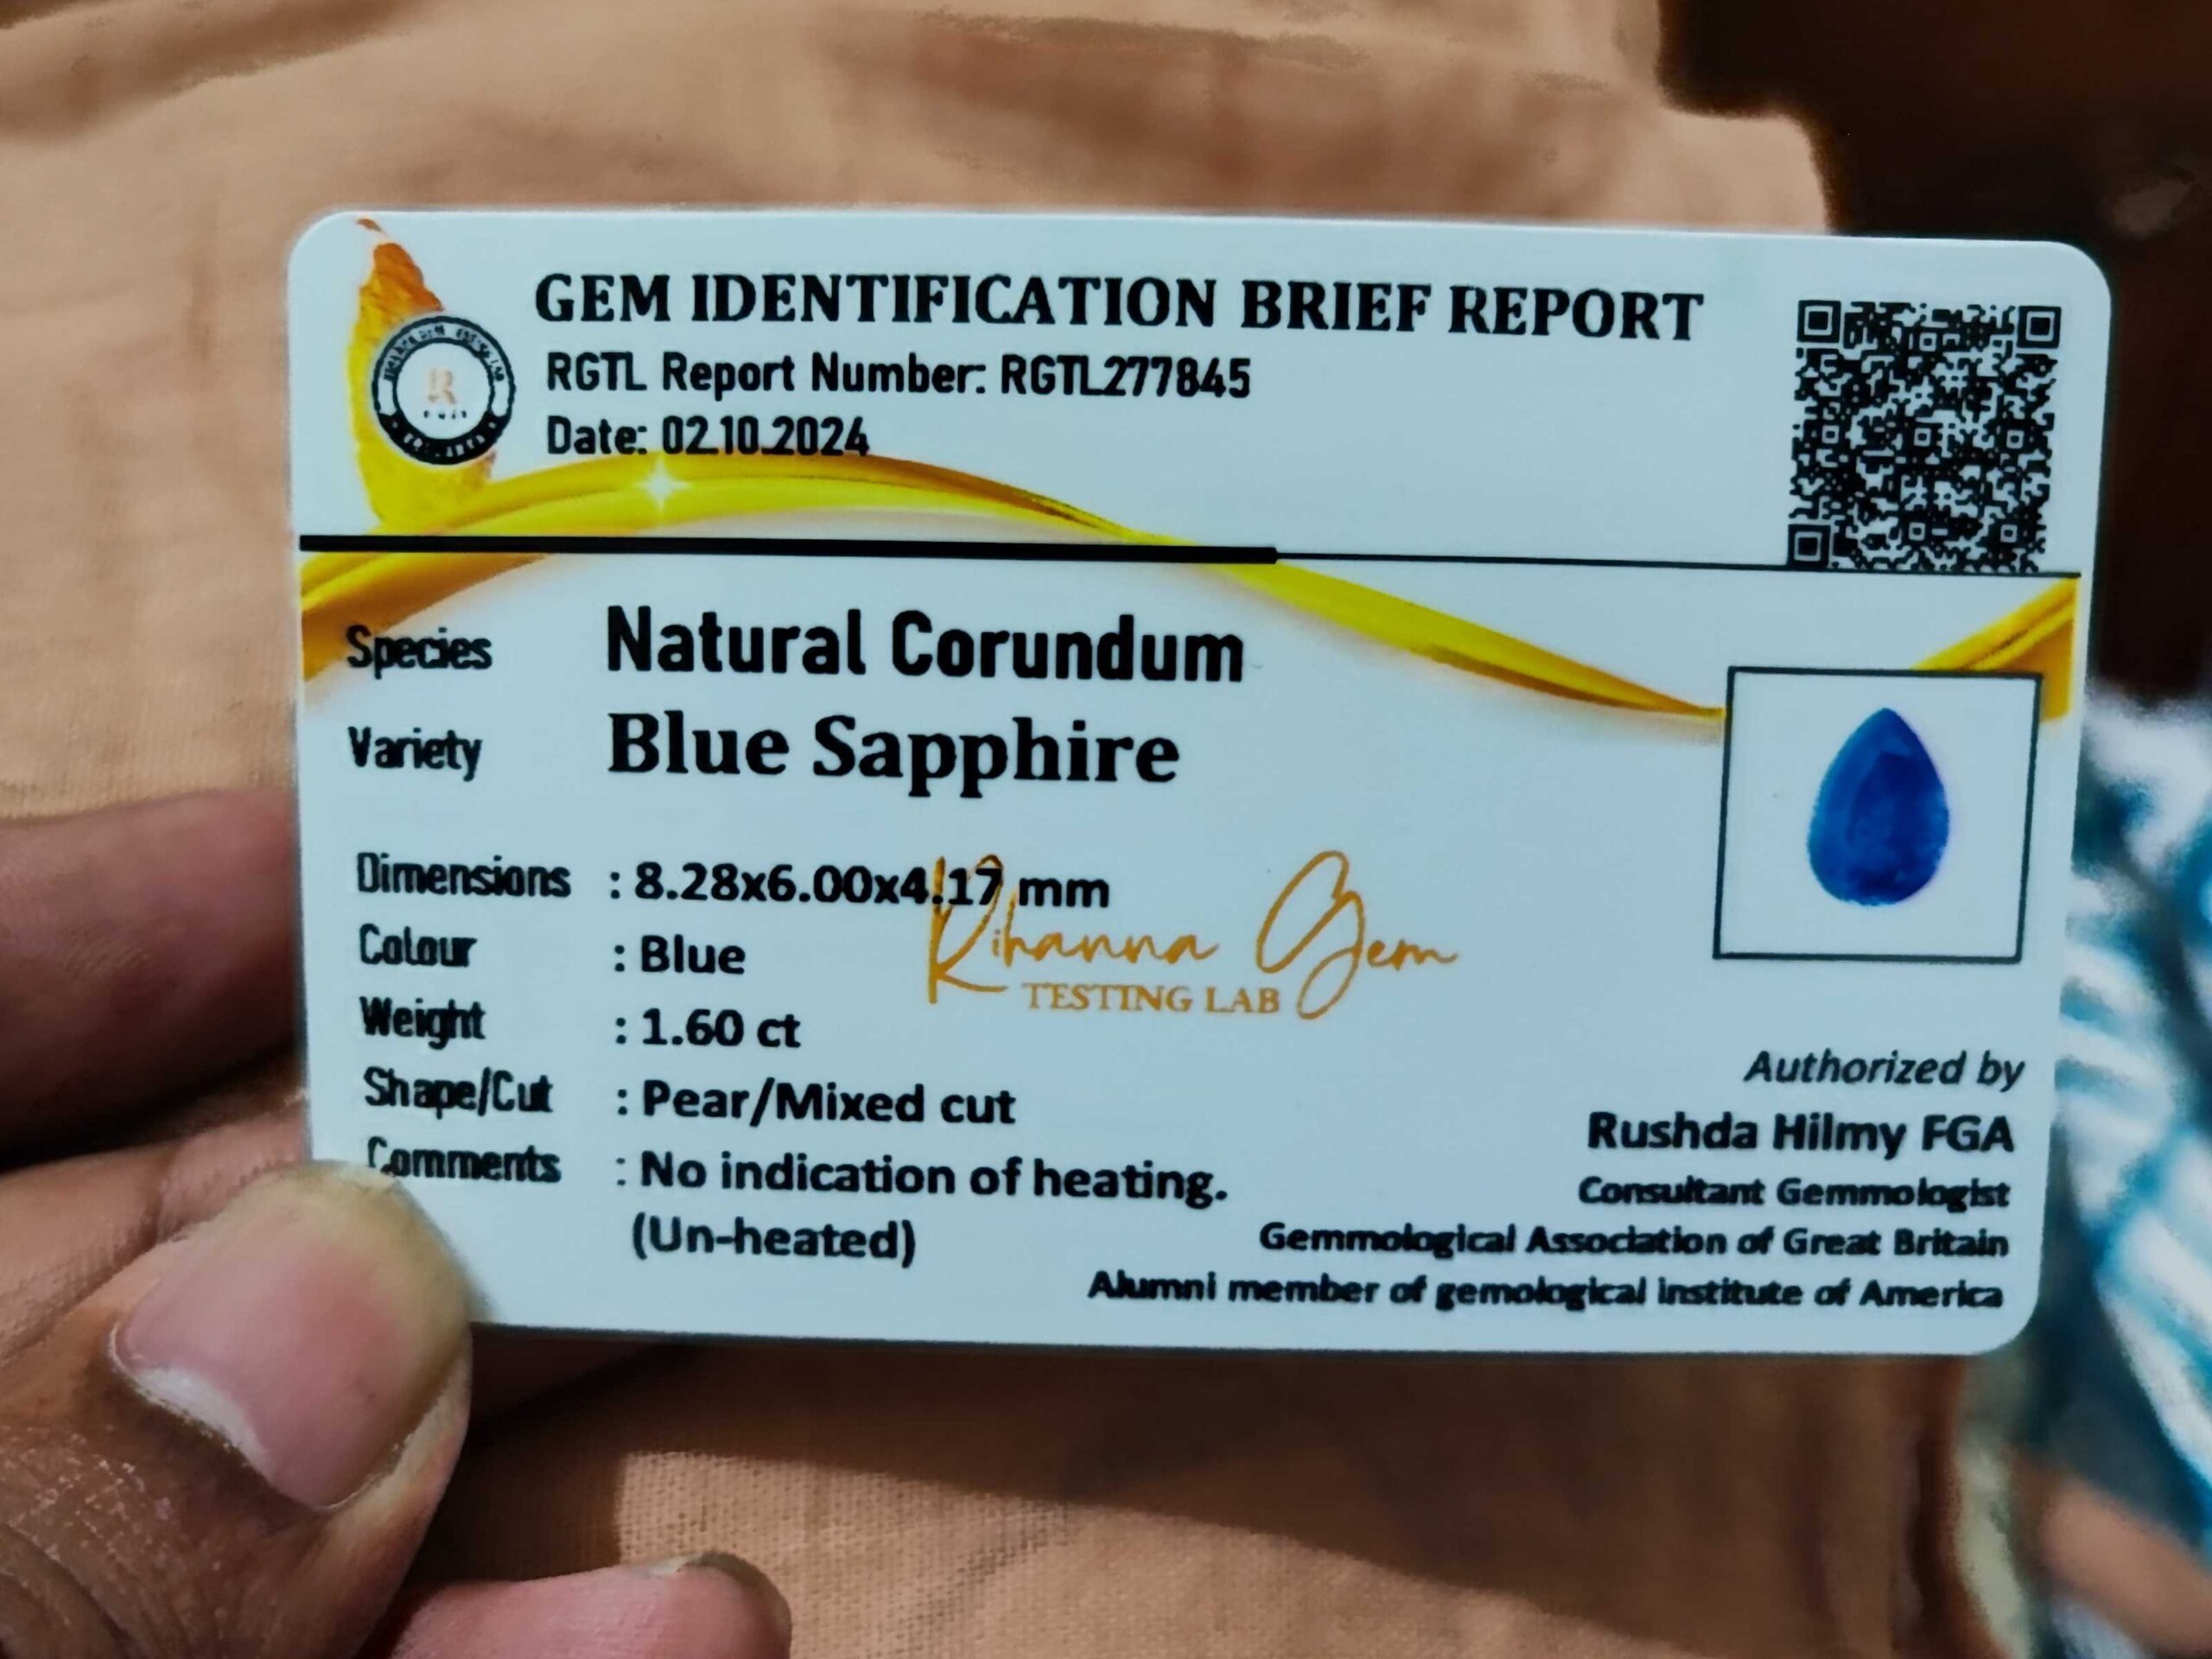 GEM IDENTIFICATION BRIEF REPORT
RGTL Report Number: RGTL277845
Date: 02.10.2024
R
Species Natural Corundum
Variety Blue Sapphire
Dimensions : 8.28x6.00x4.17 mm
Colour : Blue
Rihanna Gem
TESTING LAB
Weight : 1.60 ct
Shape/Cut : Pear/Mixed cut
Comments : No indication of heating.
(Un-heated)
Authorized by
Rushda Hilmy FGA
Consultant Gemmologist
Gemmological Association of Great Britain
Alumni member of gemological institute of America